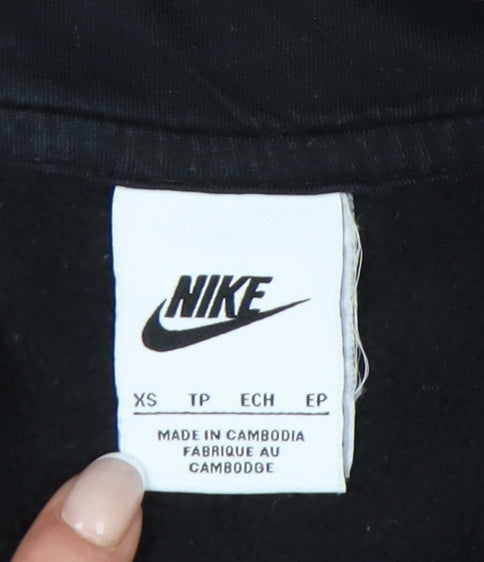 NIKE
XS TP ECH EP
MADE IN CAMBODIA
FABRIQUE AU
CAMBODGE